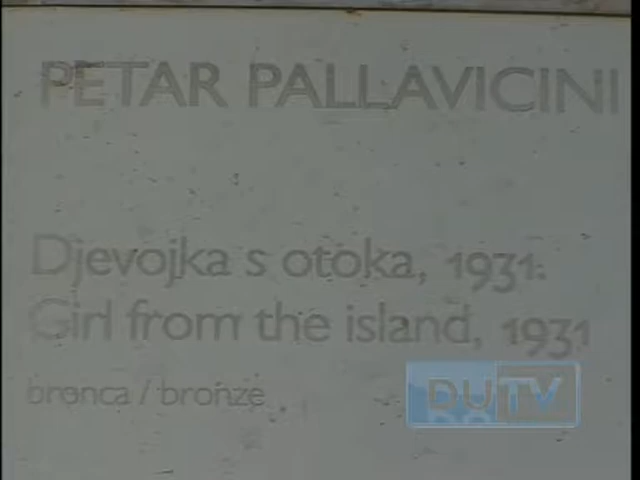 PETAR PALLAVICINI
Djevojka s otoka, 1931.
Girl from the island, 1931
bronca / bronze
DUTV